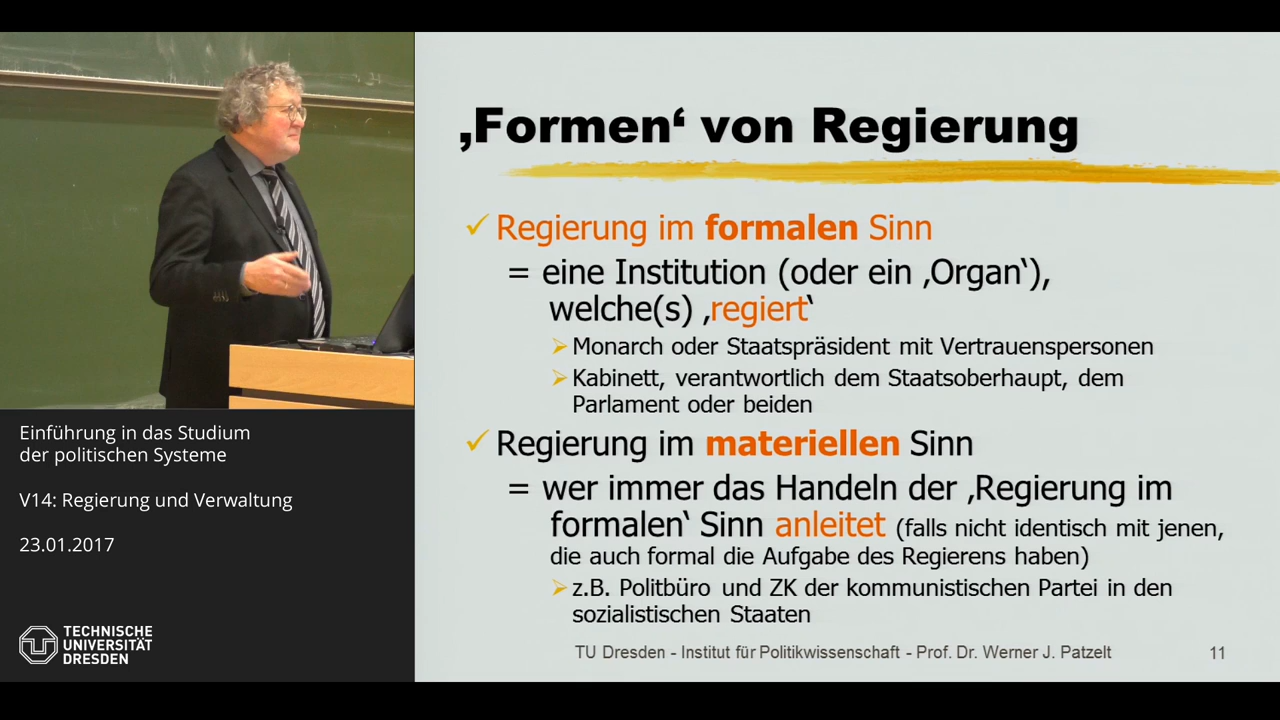 ‚Formen‘ von Regierung
✓ Regierung im formalen Sinn
= eine Institution (oder ein ‚Organ‘),
welche(s) ‚regiert‘
➢ Monarch oder Staatspräsident mit Vertrauenspersonen
➢ Kabinett, verantwortlich dem Staatsoberhaupt, dem
Parlament oder beiden
✓ Regierung im materiellen Sinn
= wer immer das Handeln der ‚Regierung im
formalen‘ Sinn anleitet (falls nicht identisch mit jenen,
die auch formal die Aufgabe des Regierens haben)
➢ z.B. Politbüro und ZK der kommunistischen Partei in den
sozialistischen Staaten
TU Dresden - Institut für Politikwissenschaft - Prof. Dr. Werner J. Patzelt
11
Einführung in das Studium
der politischen Systeme
V14: Regierung und Verwaltung
23.01.2017
TECHNISCHE
UNIVERSITÄT
DRESDEN